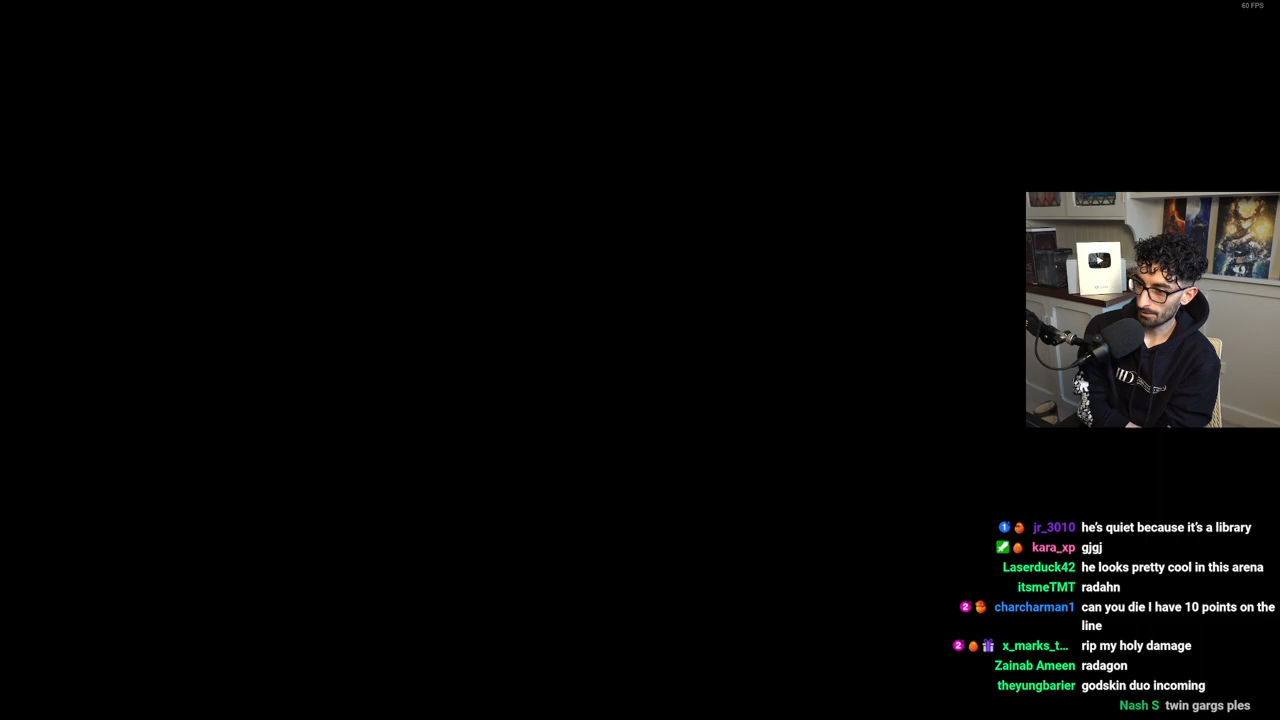 60 FPS
jr_3010 he's quiet because it's a library
kara_xp gjgj
Laserduck42 he looks pretty cool in this arena
itsmeTMT radahn
charcharman1 can you die I have 10 points on the
line
x_marks_t... rip my holy damage
Zainab Ameen radagon
theyungbarier godskin duo incoming
Nash S twin gargs ples